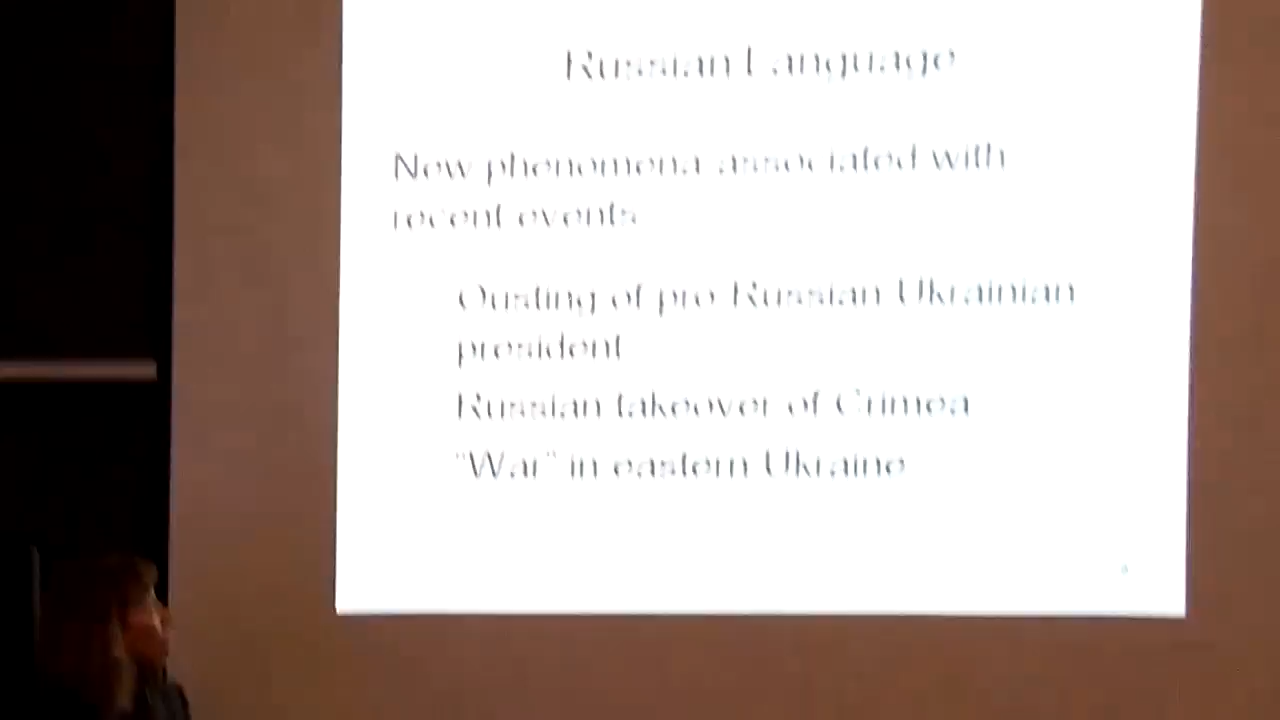 Russian Language
New phenomena associated with
recent events
Ousting of pro Russian Ukrainian
president
Russian takeover of Crimea
"War" in eastern Ukraine